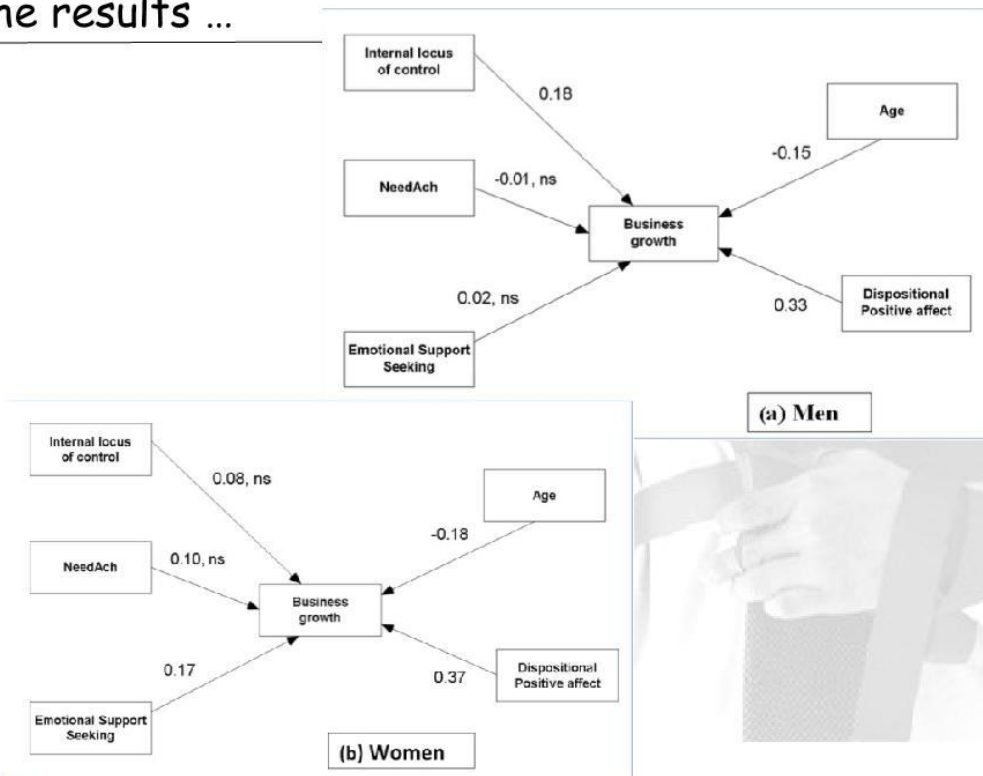 ne results ...
Internal locus
of control
0.18
Age
-0.15
NeedAch
-0.01, ns
Business
growth
0.02, ns
0.33
Dispositional
Positive affect
Emotional Support
Seeking
(a) Men
Internal locus
of control
0.08, ns
Age
-0.18
NeedAch
0.10, ns
Business
growth
0.17
0.37
Dispositional
Positive affect
Emotional Support
Seeking
(b) Women